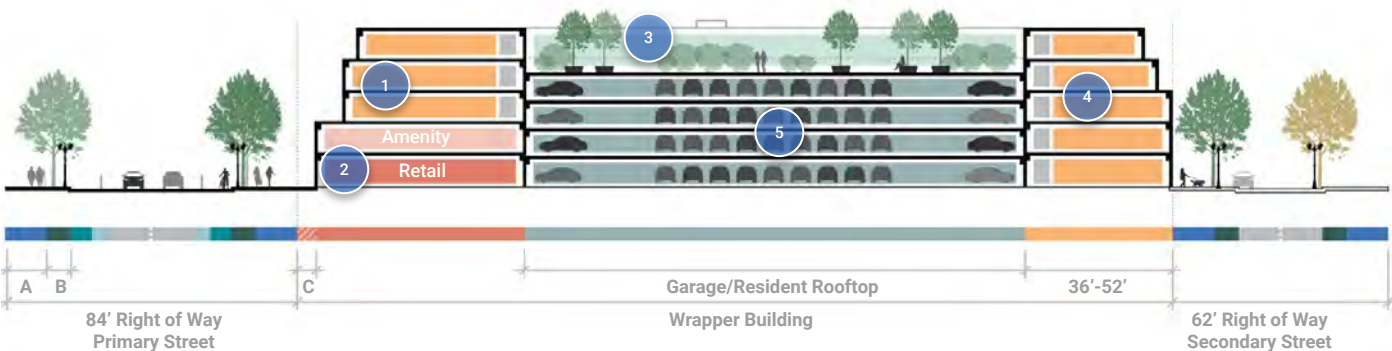 3
1
4
Amenity
5
2
Retail
A
B
C
Garage/Resident Rooftop
36'-52'
84' Right of Way
Primary Street
Wrapper Building
62' Right of Way
Secondary Street